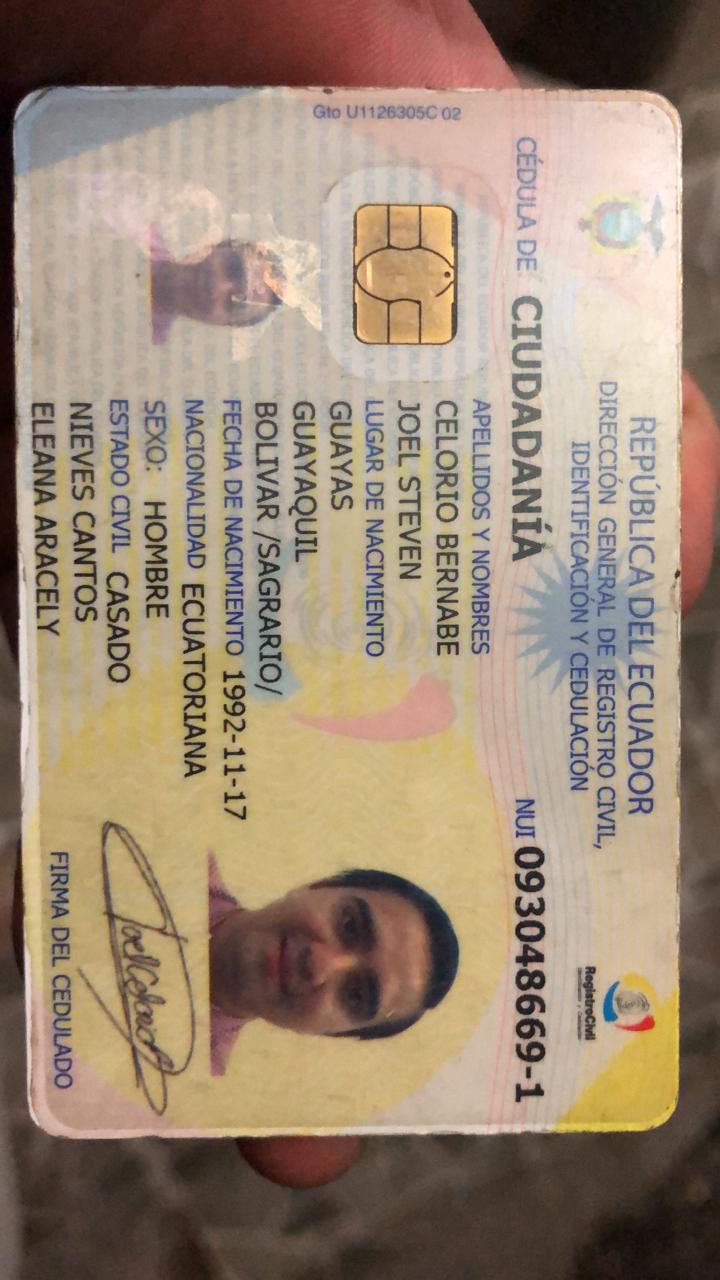 REPÚBLICA DEL ECUADOR
DIRECCIÓN GENERAL DE REGISTRO CIVIL,
IDENTIFICACIÓN Y CEDULACIÓN
RegistroCivil
CÉDULA DE CIUDADANÍA
NUI 093048669-1
Gto U1126305C 02
APELLIDOS Y NOMBRES
CELORIO BERNABE
JOEL STEVEN
LUGAR DE NACIMIENTO
GUAYAS
GUAYAQUIL
BOLIVAR /SAGRARIO/
FECHA DE NACIMIENTO 1992-11-17
NACIONALIDAD ECUATORIANA
SEXO: HOMBRE
ESTADO CIVIL CASADO
NIEVES CANTOS
ELEANA ARACELY
FIRMA DEL CEDULADO